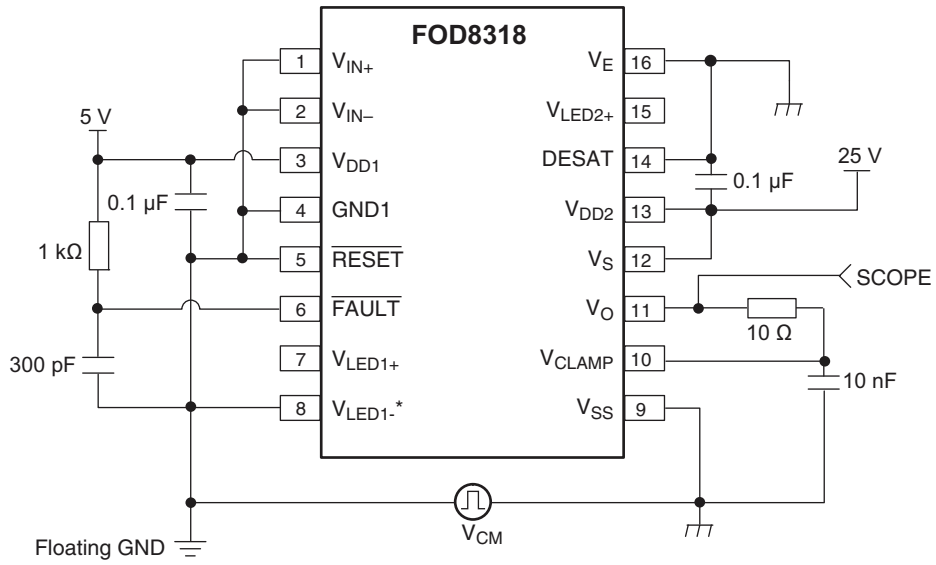 FOD8318
1 V_IN+
2 V_IN–
3 V_DD1
4 GND1
5 RESET
6 FAULT
7 V_LED1+
8 V_LED1-*
V_E 16
V_LED2+ 15
DESAT 14
V_DD2 13
V_S 12
V_O 11
V_CLAMP 10
V_SS 9
5 V
0.1 µF
1 kΩ
300 pF
Floating GND
V_CM
0.1 µF
25 V
SCOPE
10 Ω
10 nF